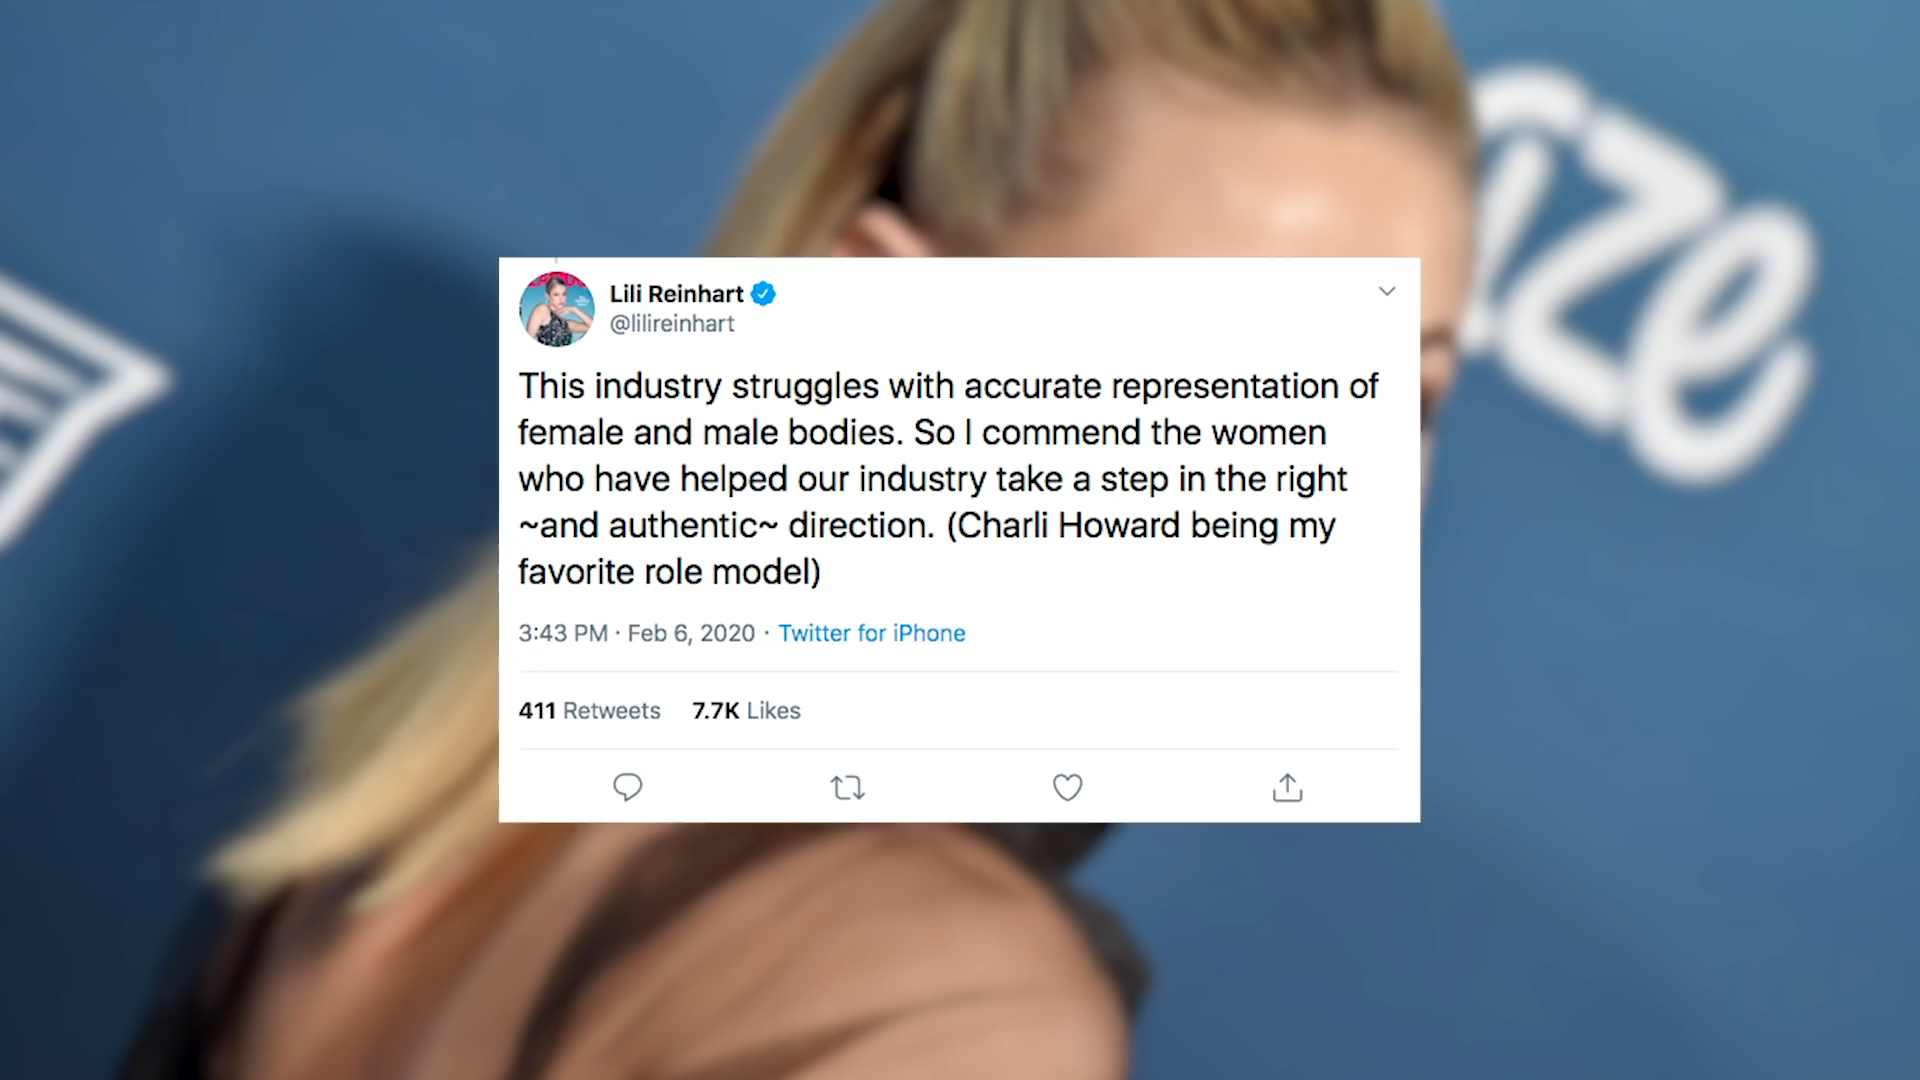 Lili Reinhart
@lilireinhart
This industry struggles with accurate representation of
female and male bodies. So I commend the women
who have helped our industry take a step in the right
~and authentic~ direction. (Charli Howard being my
favorite role model)
3:43 PM · Feb 6, 2020 · Twitter for iPhone
411 Retweets 7.7K Likes